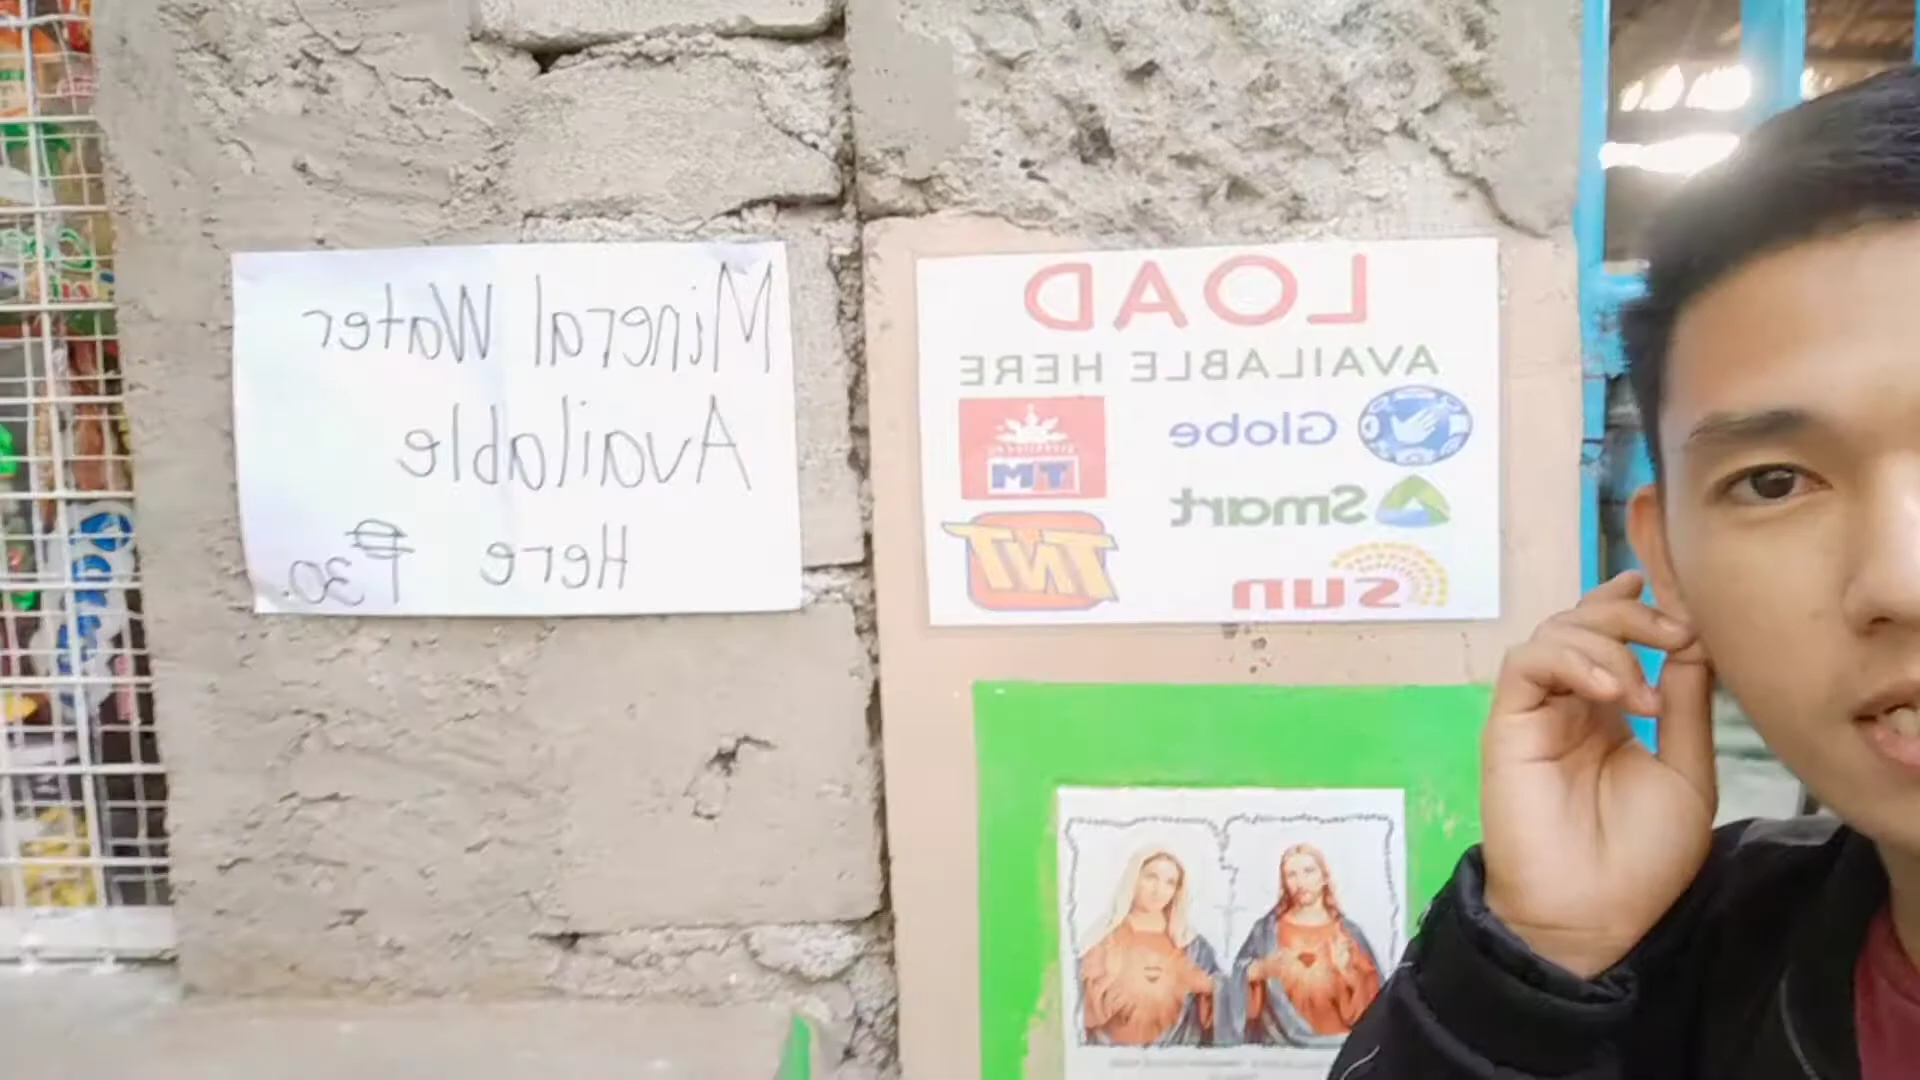 Mineral Water
Available
Here ₱30.
LOAD
AVAILABLE HERE
Globe
TM
Smart
TNT
sun